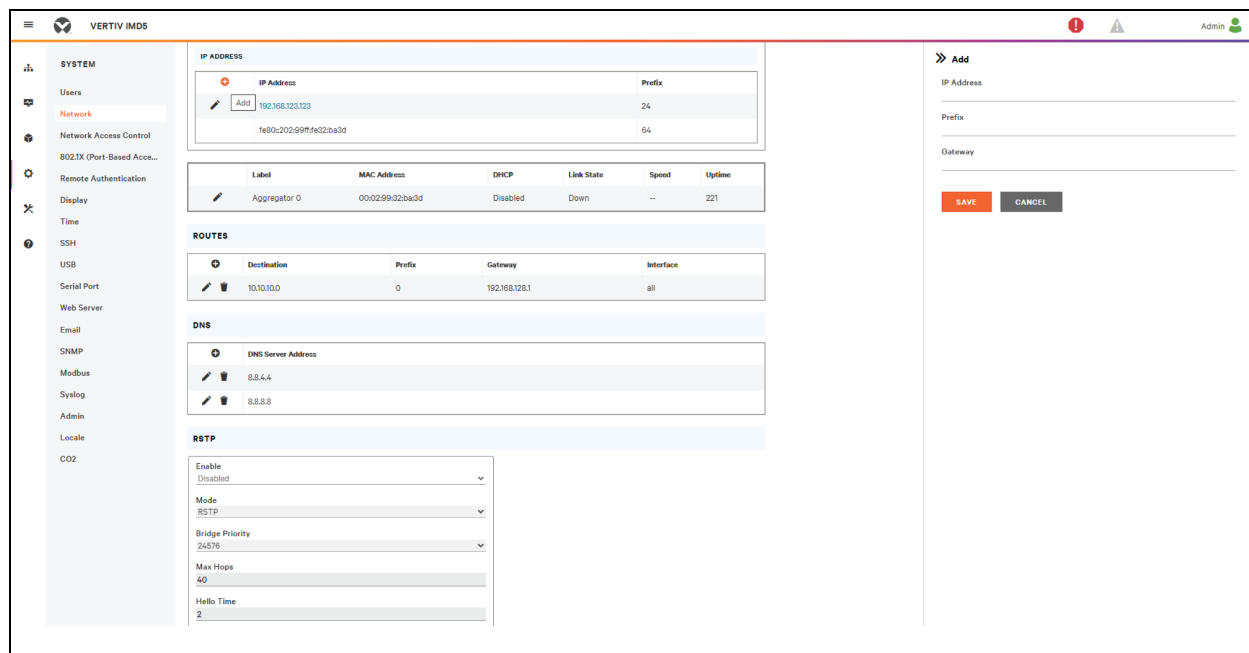 VERTIV IMD5
Admin
SYSTEM
Users
Network
Network Access Control
802.1X (Port-Based Acce...
Remote Authentication
Display
Time
SSH
USB
Serial Port
Web Server
Email
SNMP
Modbus
Syslog
Admin
Locale
CO2
IP ADDRESS
IP Address Prefix
Add
192.168.123.123 24
fe80::202:99ff:fe32:ba3d 64
Label MAC Address DHCP Link State Speed Uptime
Aggregator 0 00:02:99:32:ba:3d Disabled Down -- 221
ROUTES
Destination Prefix Gateway Interface
10.10.10.0 0 192.168.128.1 all
DNS
DNS Server Address
8.8.4.4
8.8.8.8
RSTP
Enable
Disabled
Mode
RSTP
Bridge Priority
24576
Max Hops
40
Hello Time
2
Add
IP Address
Prefix
Gateway
SAVE CANCEL